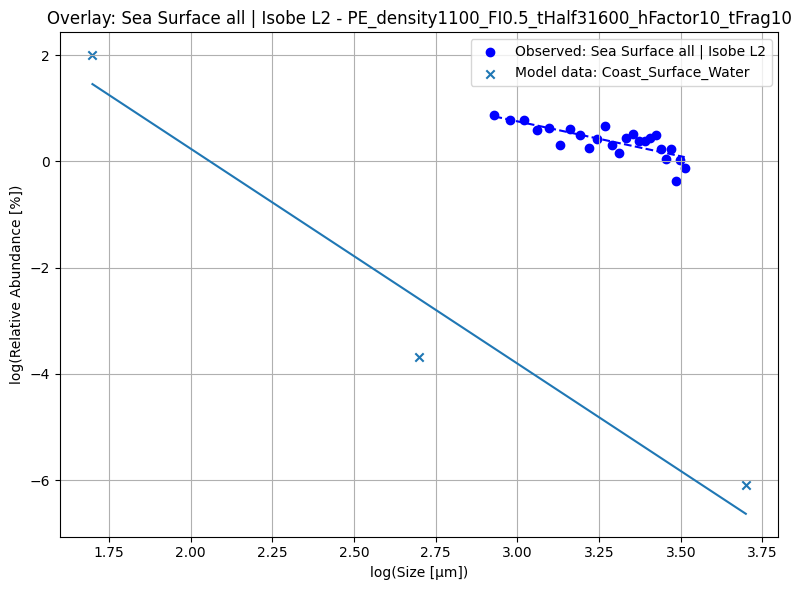 Overlay: Sea Surface all | Isobe L2 - PE_density1100_FI0.5_tHalf31600_hFactor10_tFrag10
Observed: Sea Surface all | Isobe L2
Model data: Coast_Surface_Water
log(Relative Abundance [%])
2
0
−2
−4
−6
1.75 2.00 2.25 2.50 2.75 3.00 3.25 3.50 3.75
log(Size [μm])